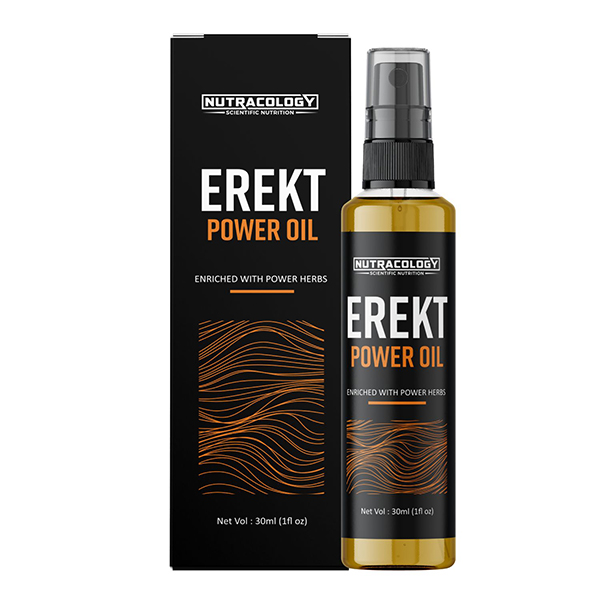 NUTRACOLOGY
SCIENTIFIC NUTRITION
EREKT
POWER OIL
ENRICHED WITH POWER HERBS
Net Vol : 30ml (1fl oz)
NUTRACOLOGY
SCIENTIFIC NUTRITION
EREKT
POWER OIL
ENRICHED WITH POWER HERBS
Net Vol : 30ml (1fl oz)